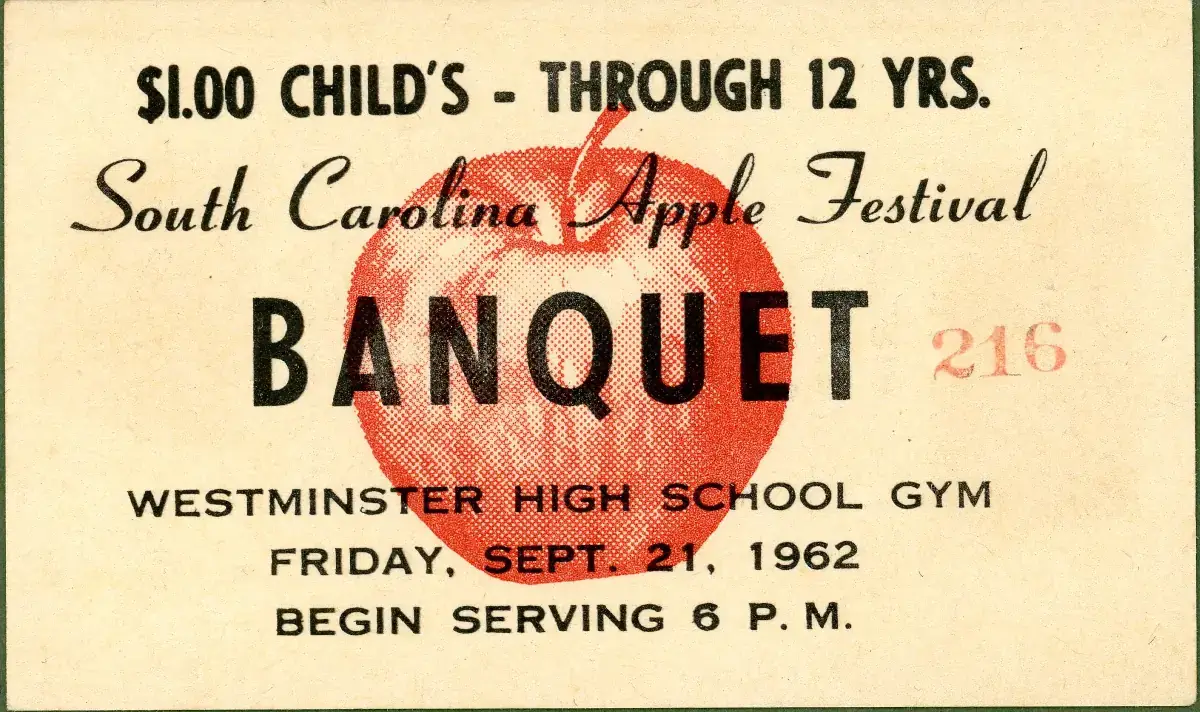 $1.00 CHILD'S - THROUGH 12 YRS.
South Carolina Apple Festival
BANQUET
216
WESTMINSTER HIGH SCHOOL GYM
FRIDAY, SEPT. 21, 1962
BEGIN SERVING 6 P. M.